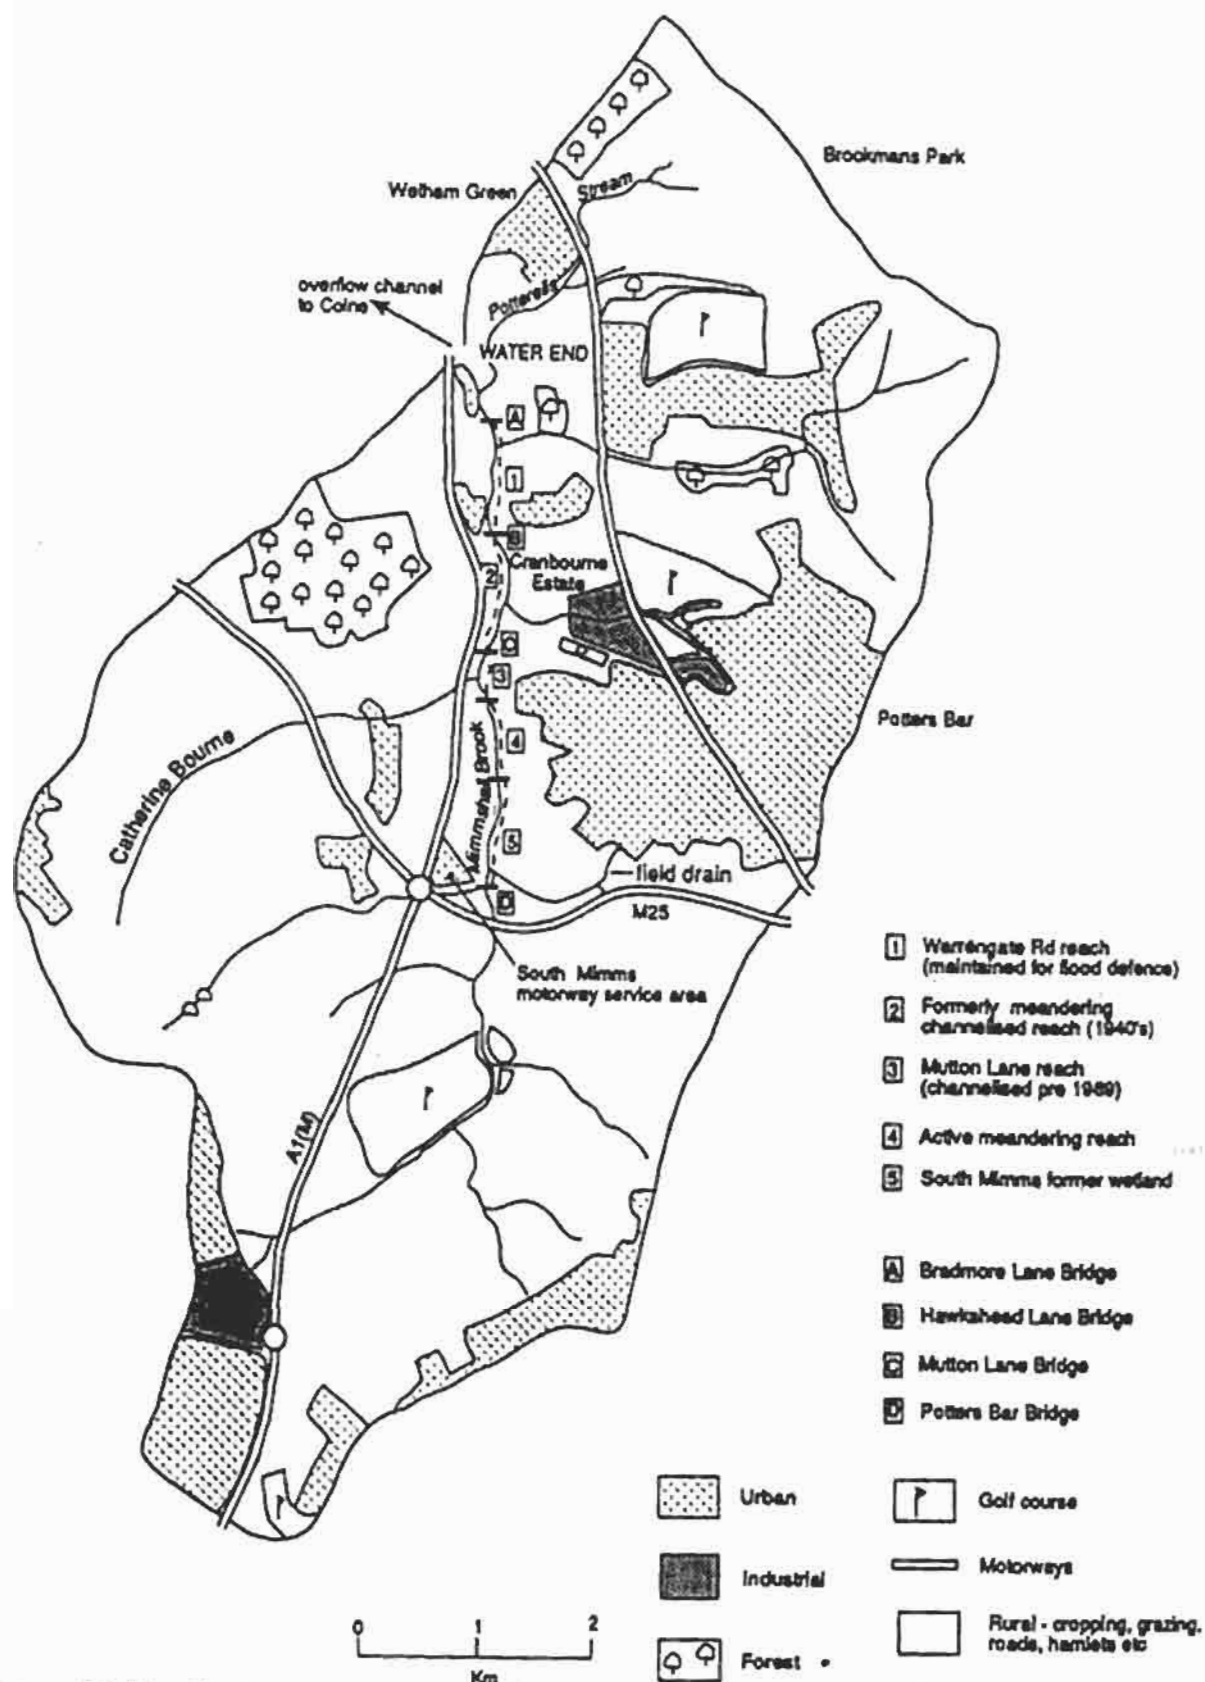 Brookmans Park
Welham Green
Stream
overflow channel
to Colne
Potterells
WATER END
A
1
B
Cranbourne
Estate
2
C
3
Potters Bar
4
Mimmshall Brook
Catherine Bourne
5
field drain
D
M25
South Mimms
motorway service area
A1(M)
1 Warrengate Rd reach
(maintained for flood defence)
2 Formerly meandering
channelised reach (1940's)
3 Mutton Lane reach
(channelised pre 1989)
4 Active meandering reach
5 South Mimms former wetland
A Bradmore Lane Bridge
B Hawkshead Lane Bridge
C Mutton Lane Bridge
D Potters Bar Bridge
Urban
Golf course
Industrial
Motorways
Forest
Rural - cropping, grazing,
roads, hamlets etc
0 1 2
Km